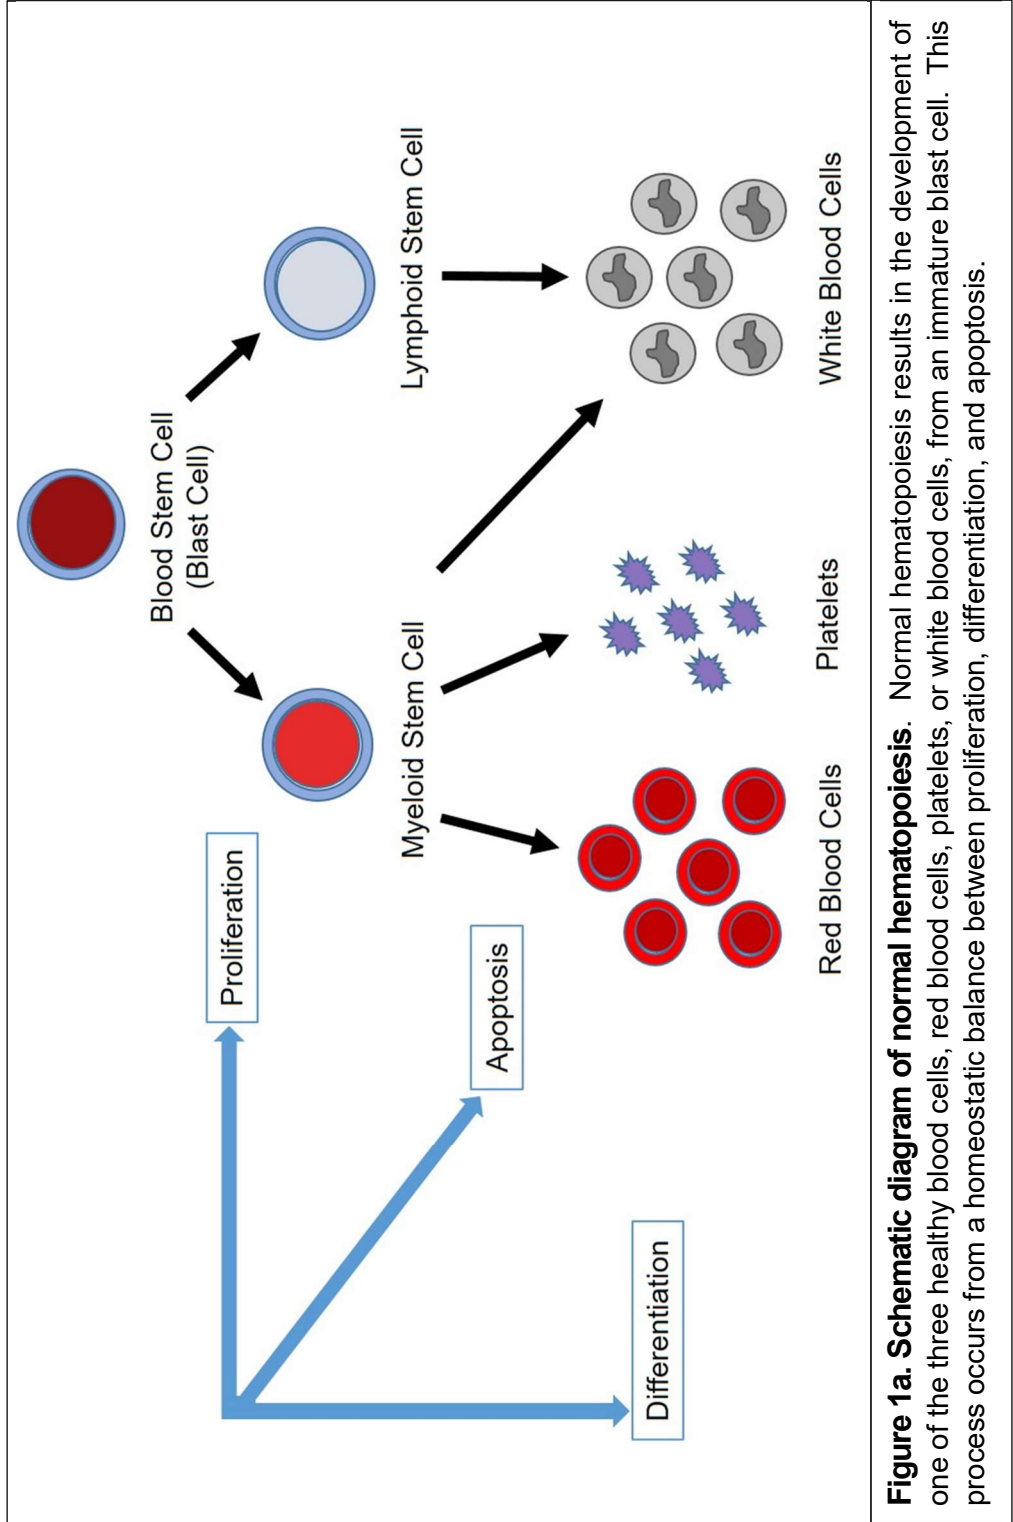 Blood Stem Cell
(Blast Cell)
Proliferation
Myeloid Stem Cell
Lymphoid Stem Cell
Apoptosis
Differentiation
Red Blood Cells
Platelets
White Blood Cells
Figure 1a. Schematic diagram of normal hematopoiesis. Normal hematopoiesis results in the development of
one of the three healthy blood cells, red blood cells, platelets, or white blood cells, from an immature blast cell. This
process occurs from a homeostatic balance between proliferation, differentiation, and apoptosis.